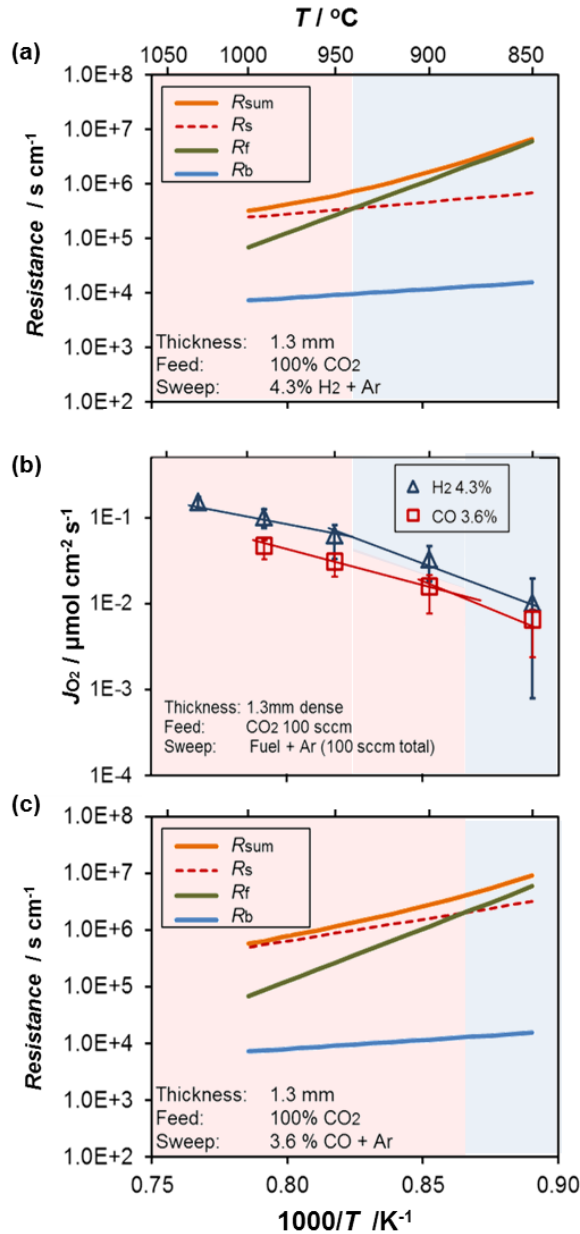 T / °C
1050 1000 950 900 850
(a)
1.0E+8
1.0E+7
1.0E+6
1.0E+5
1.0E+4
1.0E+3
1.0E+2
Resistance / s cm⁻¹
Rsum
Rs
Rf
Rb
Thickness: 1.3 mm
Feed: 100% CO₂
Sweep: 4.3% H₂ + Ar
(b)
1E-1
1E-2
1E-3
1E-4
JO₂ / µmol cm⁻² s⁻¹
H₂ 4.3%
CO 3.6%
Thickness: 1.3mm dense
Feed: CO₂ 100 sccm
Sweep: Fuel + Ar (100 sccm total)
(c)
1.0E+8
1.0E+7
1.0E+6
1.0E+5
1.0E+4
1.0E+3
1.0E+2
Resistance / s cm⁻¹
Rsum
Rs
Rf
Rb
Thickness: 1.3 mm
Feed: 100% CO₂
Sweep: 3.6 % CO + Ar
0.75 0.80 0.85 0.90
1000/T /K⁻¹